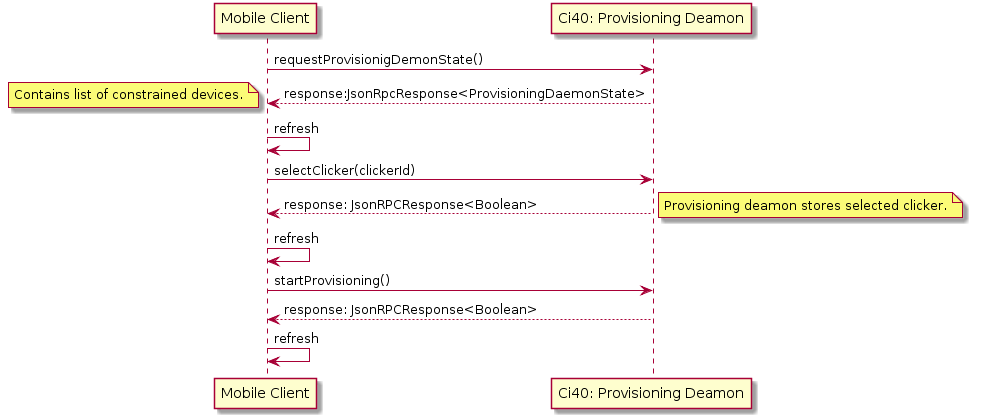 Mobile Client
Ci40: Provisioning Deamon
requestProvisionigDemonState()
Contains list of constrained devices.
response:JsonRpcResponse<ProvisioningDaemonState>
refresh
selectClicker(clickerId)
response: JsonRPCResponse<Boolean>
Provisioning deamon stores selected clicker.
refresh
startProvisioning()
response: JsonRPCResponse<Boolean>
refresh
Mobile Client
Ci40: Provisioning Deamon